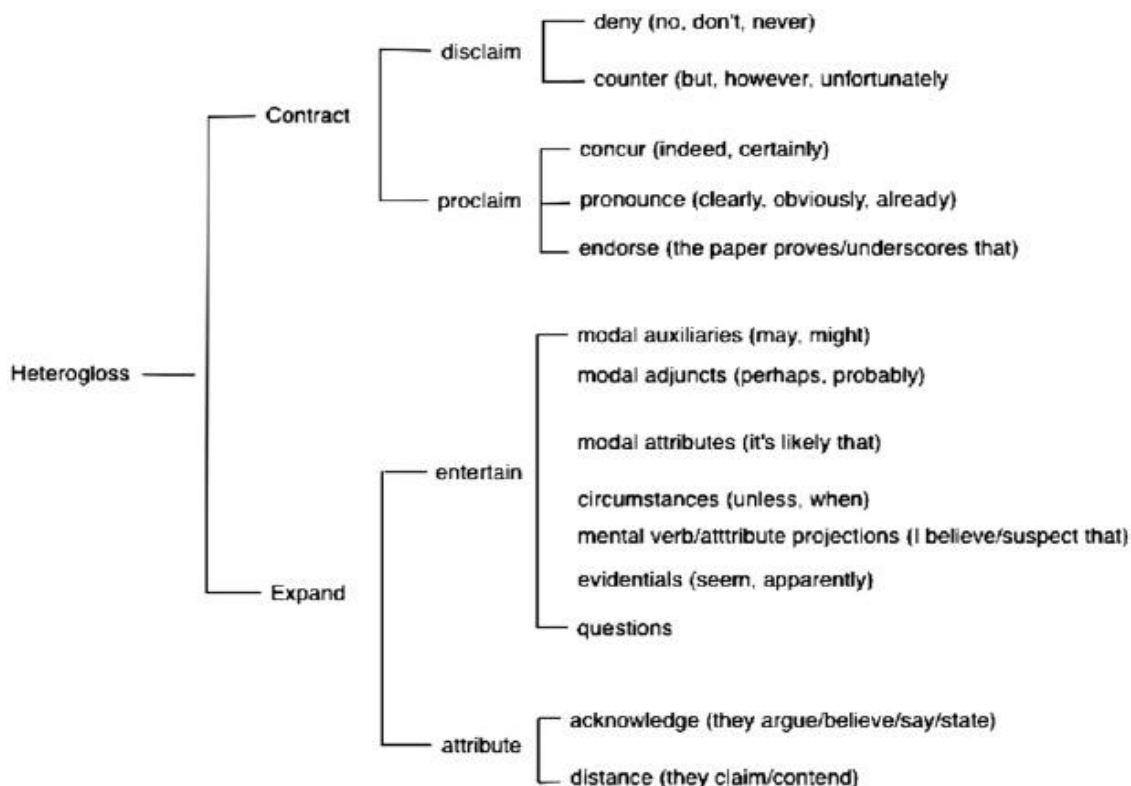 deny (no, don't, never)
disclaim
counter (but, however, unfortunately
Contract
concur (indeed, certainly)
proclaim
pronounce (clearly, obviously, already)
endorse (the paper proves/underscores that)
modal auxiliaries (may, might)
Heterogloss
modal adjuncts (perhaps, probably)
modal attributes (it's likely that)
entertain
circumstances (unless, when)
mental verb/atttribute projections (I believe/suspect that)
evidentials (seem, apparently)
Expand
questions
acknowledge (they argue/believe/say/state)
attribute
distance (they claim/contend)